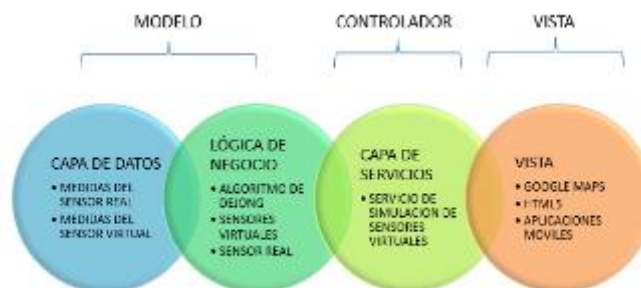 MODELO
CONTROLADOR
VISTA
CAPA DE DATOS
• MEDIDAS DEL
SENSOR REAL
• MEDIDAS DEL
SENSOR VIRTUAL
LÓGICA DE
NEGOCIO
• ALGORITMO DE
DEJONG
• SENSORES
VIRTUALES
• SENSOR REAL
CAPA DE
SERVICIOS
• SERVICIO DE
SIMULACION DE
SENSORES
VIRTUALES
VISTA
• GOOGLE MAPS
• HTML5
• APLICACIONES
MOVILES